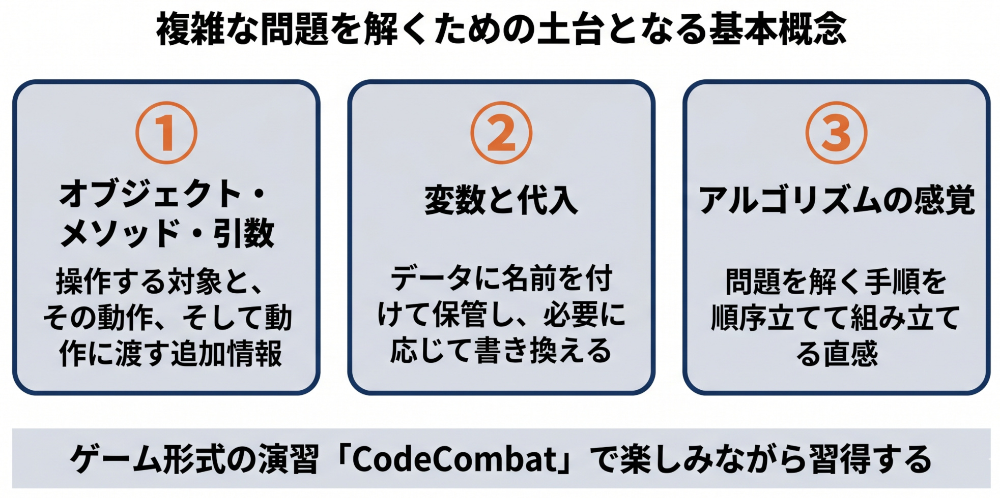 複雑な問題を解くための土台となる基本概念
1
オブジェクト・
メソッド・引数
操作する対象と、
その動作、そして動
作に渡す追加情報
2
変数と代入
データに名前を付
けて保管し、必要に
応じて書き換える
3
アルゴリズムの感覚
問題を解く手順を
順序立てて組み立て
る直感
ゲーム形式の演習「CodeCombat」で楽しみながら習得する